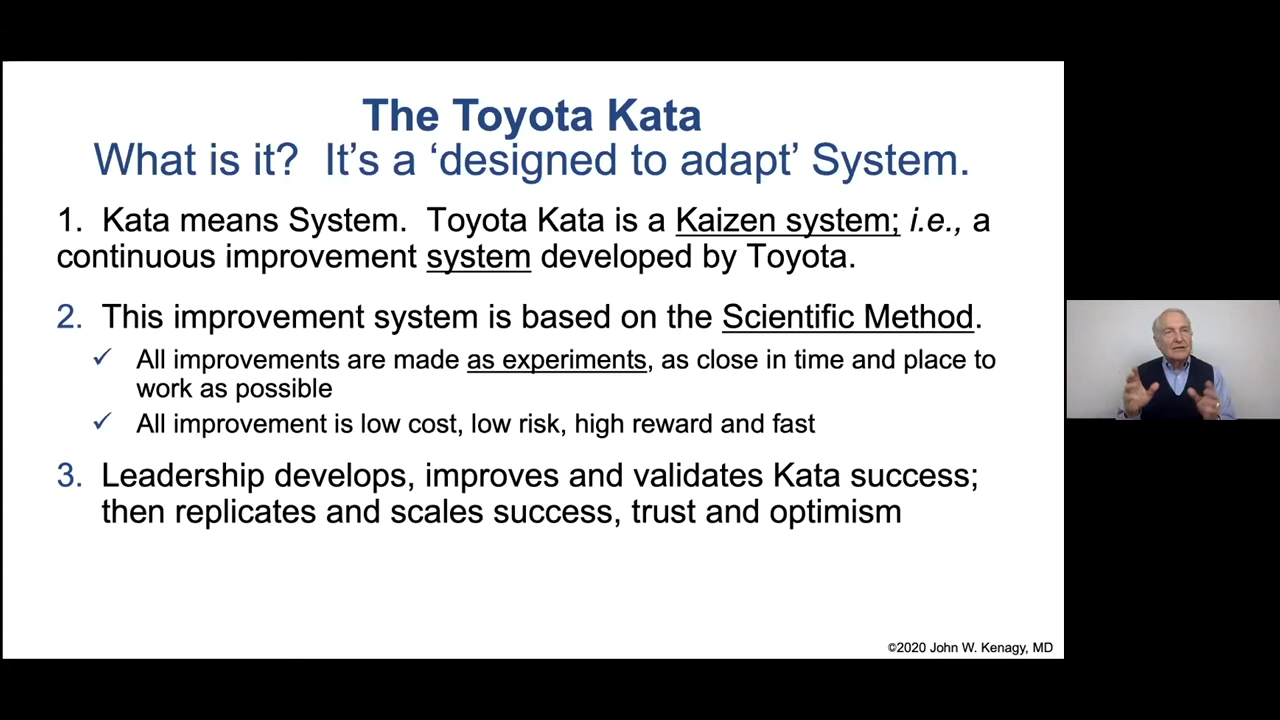 The Toyota Kata
What is it?  It's a ‘designed to adapt’ System.
1.  Kata means System.  Toyota Kata is a Kaizen system; i.e., a
continuous improvement system developed by Toyota.
2.  This improvement system is based on the Scientific Method.
✓ All improvements are made as experiments, as close in time and place to
work as possible
✓ All improvement is low cost, low risk, high reward and fast
3.  Leadership develops, improves and validates Kata success;
then replicates and scales success, trust and optimism
©2020 John W. Kenagy, MD